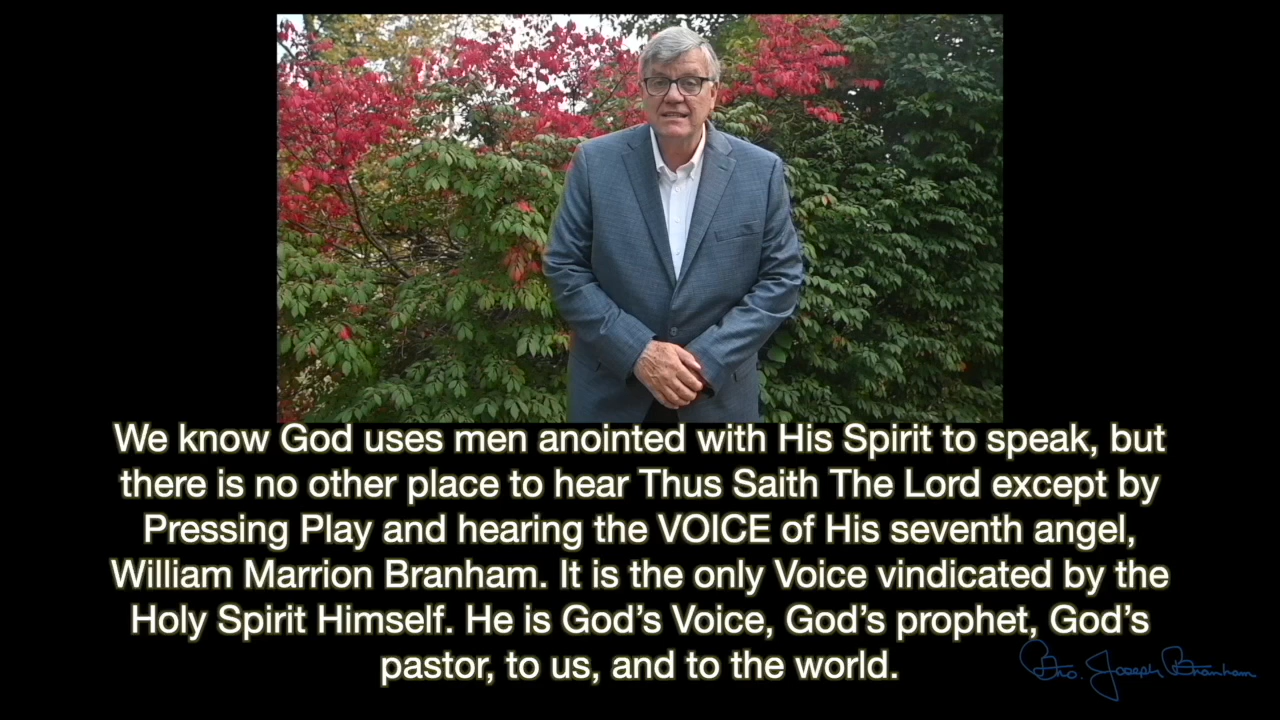 We know God uses men anointed with His Spirit to speak, but
there is no other place to hear Thus Saith The Lord except by
Pressing Play and hearing the VOICE of His seventh angel,
William Marrion Branham. It is the only Voice vindicated by the
Holy Spirit Himself. He is God’s Voice, God’s prophet, God’s
pastor, to us, and to the world.
Bro. Joseph Branham